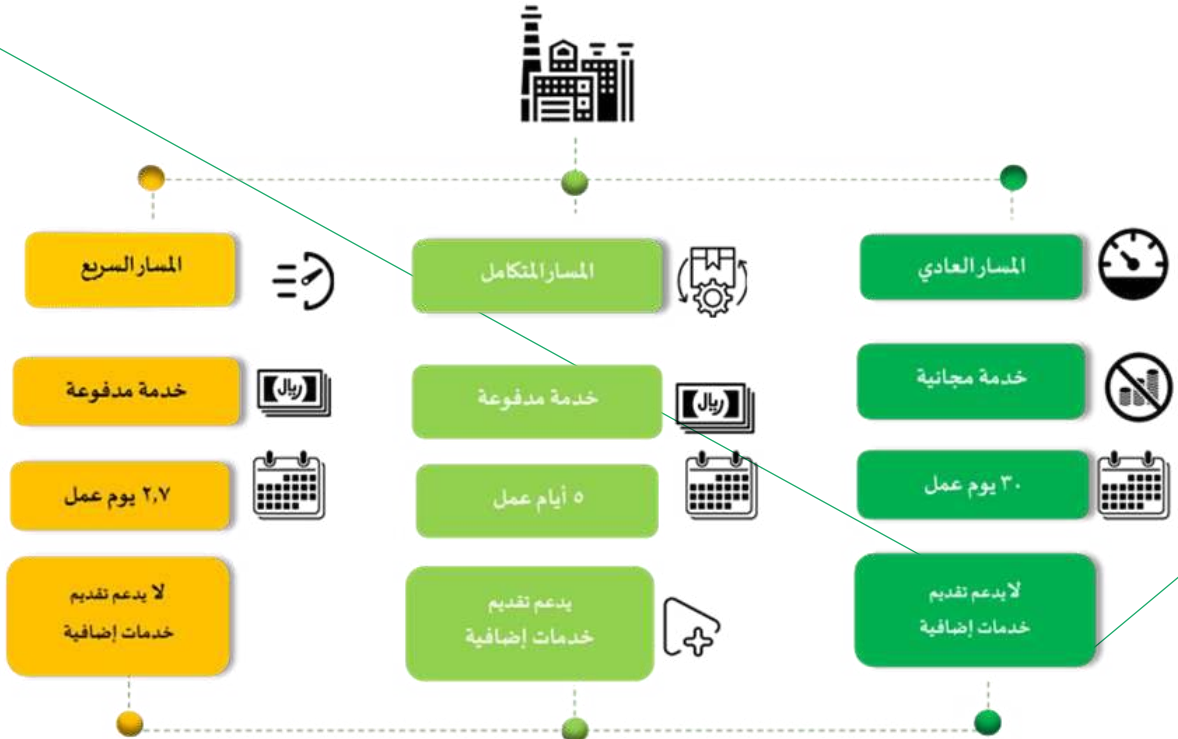 المسار العادي
المسار المتكامل
المسار السريع
خدمة مجانية
خدمة مدفوعة
ريال
خدمة مدفوعة
ريال
٣٠ يوم عمل
٥ أيام عمل
٢,٧ يوم عمل
لا يدعم تقديم
خدمات إضافية
يدعم تقديم
خدمات إضافية
لا يدعم تقديم
خدمات إضافية